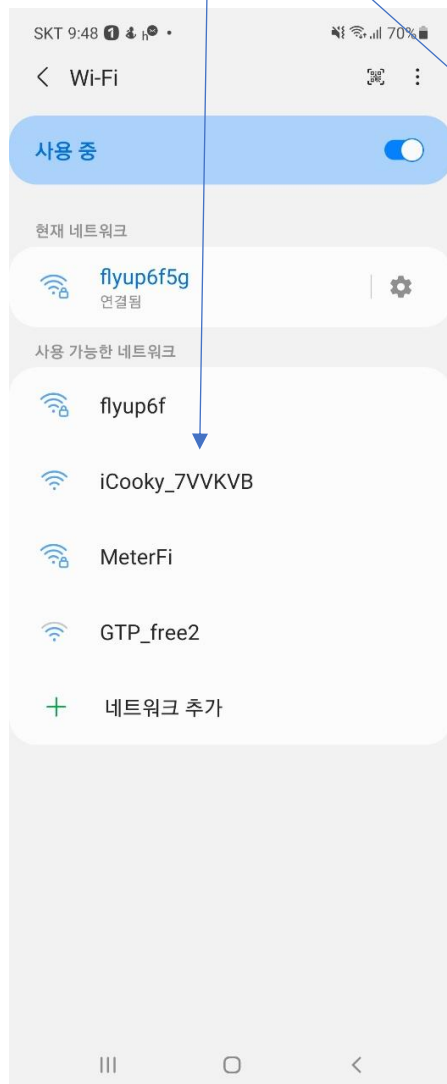 SKT 9:48
70%
Wi-Fi
사용 중
현재 네트워크
flyup6f5g
연결됨
사용 가능한 네트워크
flyup6f
iCooky_7VVKVB
MeterFi
GTP_free2
네트워크 추가